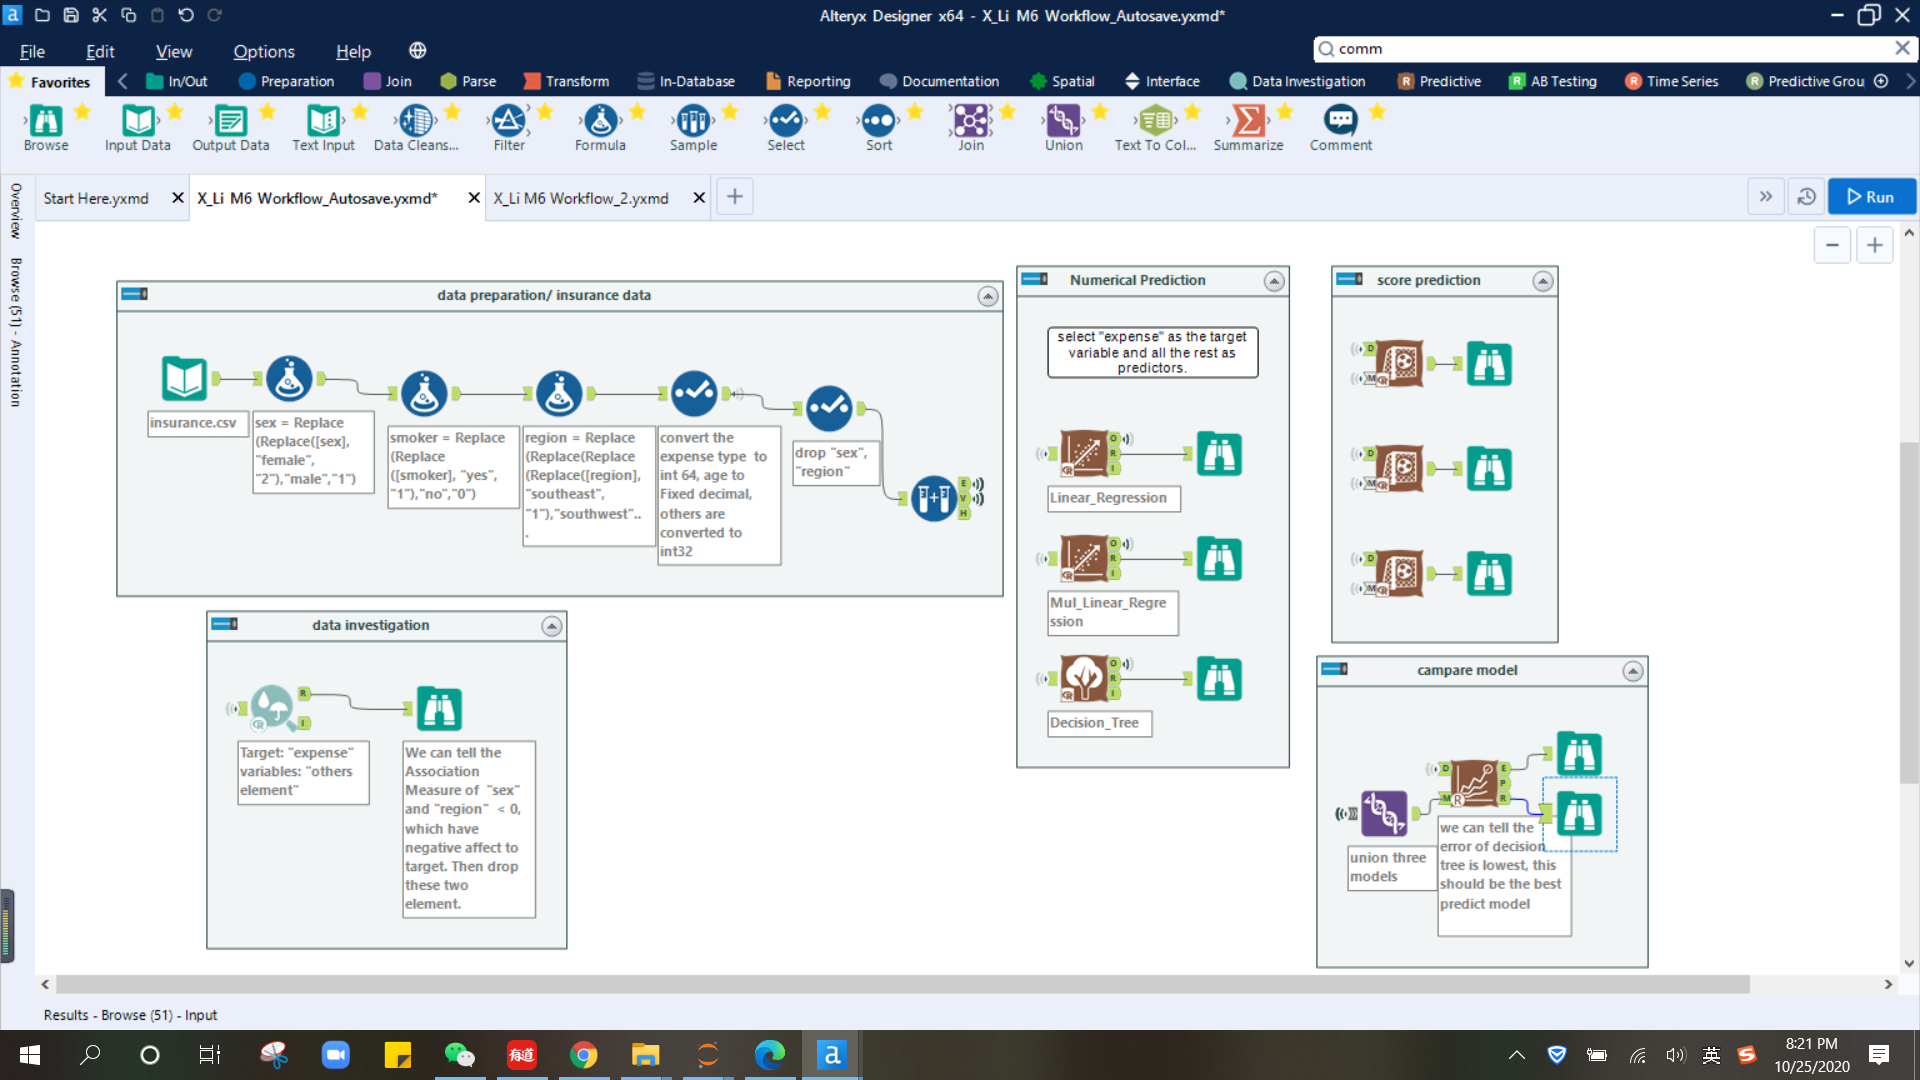 Alteryx Designer x64 - X_Li M6 Workflow_Autosave.yxmd*
File Edit View Options Help
comm
Favorites In/Out Preparation Join Parse Transform In-Database Reporting Documentation Spatial Interface Data Investigation Predictive AB Testing Time Series Predictive Grou
Browse Input Data Output Data Text Input Data Cleans... Filter Formula Sample Select Sort Join Union Text To Col... Summarize Comment
Start Here.yxmd X_Li M6 Workflow_Autosave.yxmd* X_Li M6 Workflow_2.yxmd
Run
Overview
Browse (51) - Annotation
data preparation/ insurance data
insurance.csv
sex = Replace
(Replace([sex],
"female",
"2"),"male","1")
smoker = Replace
(Replace
([smoker], "yes",
"1"),"no","0")
region = Replace
(Replace(Replace
(Replace([region],
"southeast",
"1"),"southwest"..
.
convert the
expense type to
int 64, age to
Fixed decimal,
others are
converted to
int32
drop "sex",
"region"
E
V
H
data investigation
R
I
Target: "expense"
variables: "others
element"
We can tell the
Association
Measure of "sex"
and "region" < 0,
which have
negative affect to
target. Then drop
these two
element.
Numerical Prediction
select "expense" as the target
variable and all the rest as
predictors.
O
R
I
R
Linear_Regression
O
R
I
R
Mul_Linear_Regre
ssion
O
R
I
R
Decision_Tree
score prediction
D
M
R
D
M
R
D
M
R
campare model
D
M
R
E
P
R
union three
models
we can tell the
error of decision
tree is lowest, this
should be the best
predict model
Results - Browse (51) - Input
有道
a
英
8:21 PM
10/25/2020